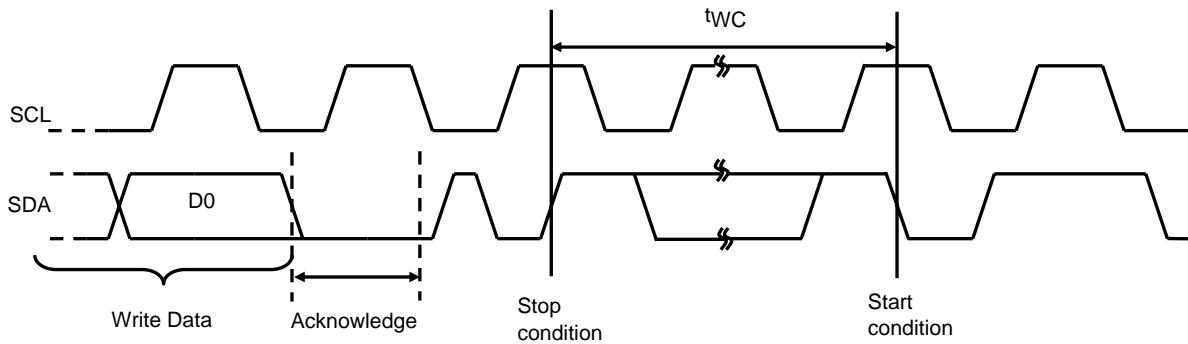 tWC
SCL
SDA
D0
Write Data
Acknowledge
Stop
condition
Start
condition